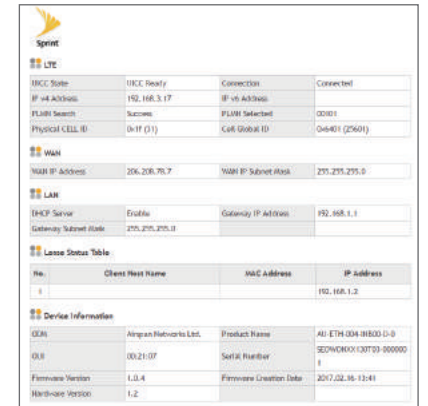 Sprint
LTE
UICC State UICC Ready Connection Connected
IP v4 Address 192.168.3.17 IP v6 Address
PLMN Search Success PLMN Selected 00101
Physical CELL ID 0x1f (31) Cell Global ID 0x6401 (25601)
WAN
WAN IP Address 206.208.78.7 WAN IP Subnet Mask 255.255.255.0
LAN
DHCP Server Enable Gateway IP Address 192.168.1.1
Gateway Subnet Mask 255.255.255.0
Lease Status Table
No. Client Host Name MAC Address IP Address
1 192.168.1.2
Device Information
ODM Airspan Networks Ltd. Product Name
OUI 00:21:07 Serial Number
Firmware Version 1.0.4 Firmware Creation Date 2017.02.16-13:41
Hardware Version 1.2